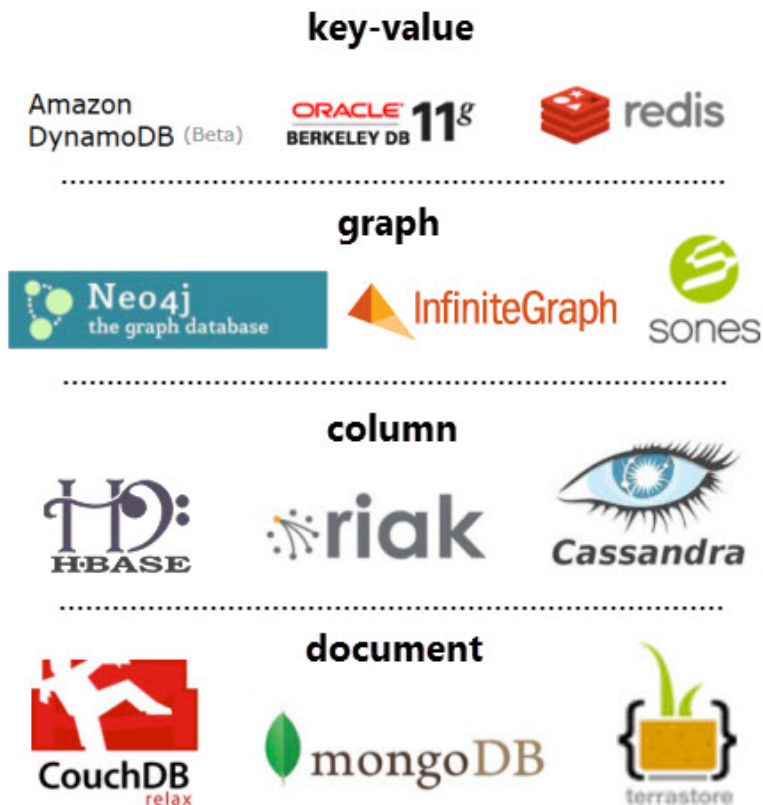 key-value
Amazon
DynamoDB (Beta)
ORACLE
BERKELEY DB 11g
redis
graph
Neo4j
the graph database
InfiniteGraph
sones
column
H·BASE
riak
Cassandra
document
CouchDB
relax
mongoDB
terrastore